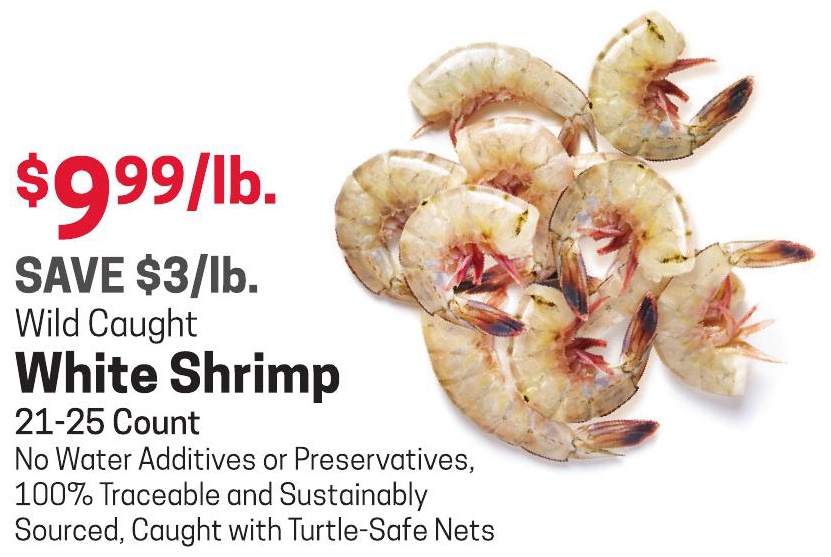 $9.99/lb.
SAVE $3/lb.
Wild Caught
White Shrimp
21-25 Count
No Water Additives or Preservatives,
100% Traceable and Sustainably
Sourced, Caught with Turtle-Safe Nets